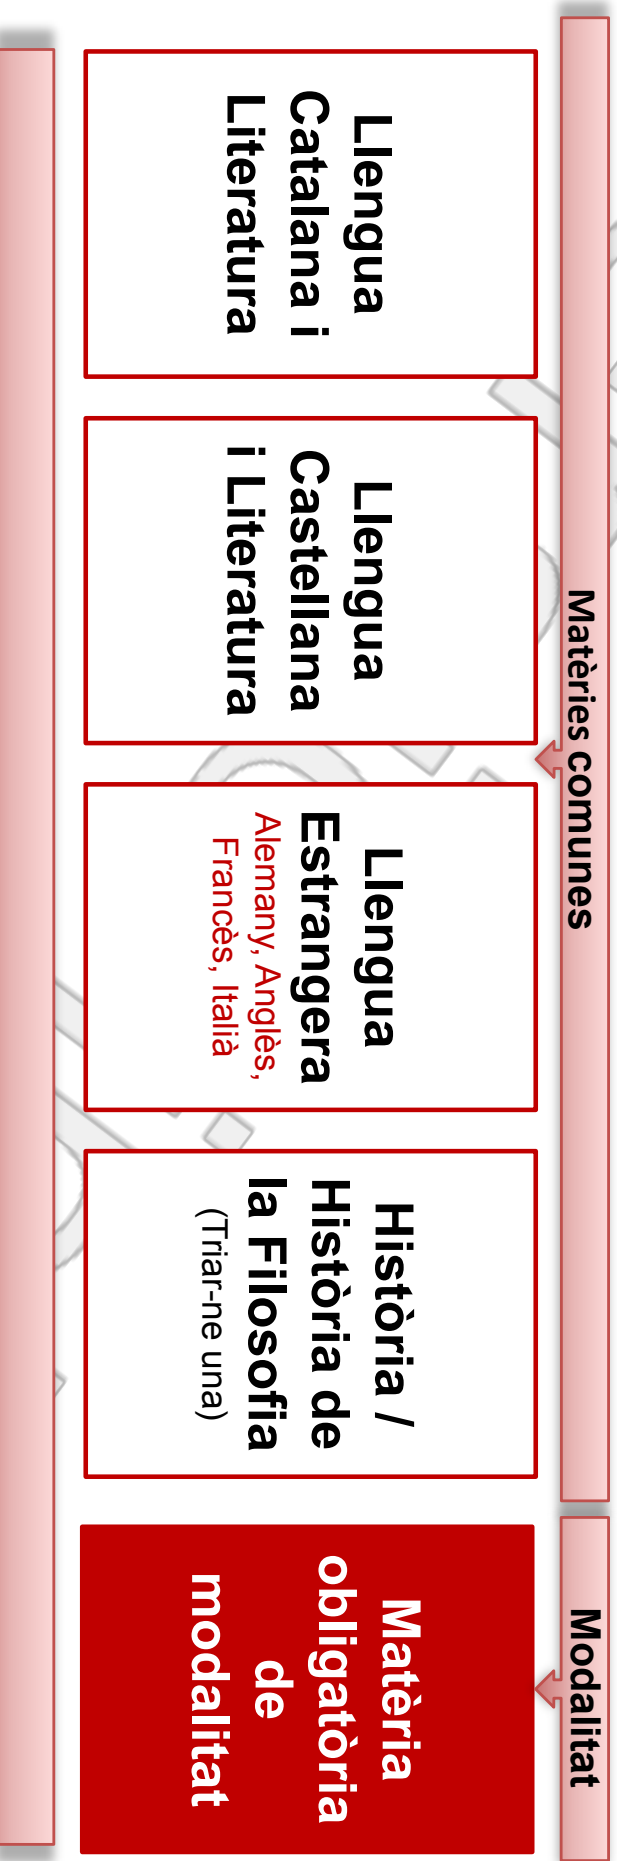 Matèries comunes
Modalitat
Llengua
Catalana i
Literatura
Llengua
Castellana
i Literatura
Llengua
Estrangera
Alemany, Anglès,
Francès, Italià
Història /
Història de
la Filosofia
(Triar-ne una)
Matèria
obligatòria
de
modalitat